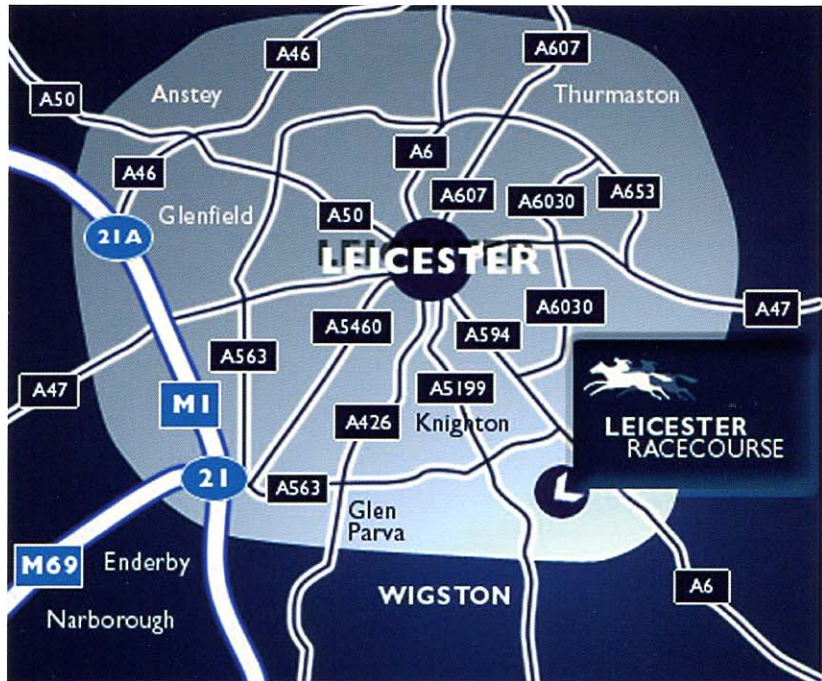 A46
A607
A50
Anstey
Thurmaston
A6
A46
A607
A6030
A653
Glenfield
A50
21A
LEICESTER
A6030
A47
A5460
A594
A563
A47
A5199
M1
A426
Knighton
LEICESTER
RACECOURSE
21
A563
Glen
Parva
M69
Enderby
A6
WIGSTON
Narborough